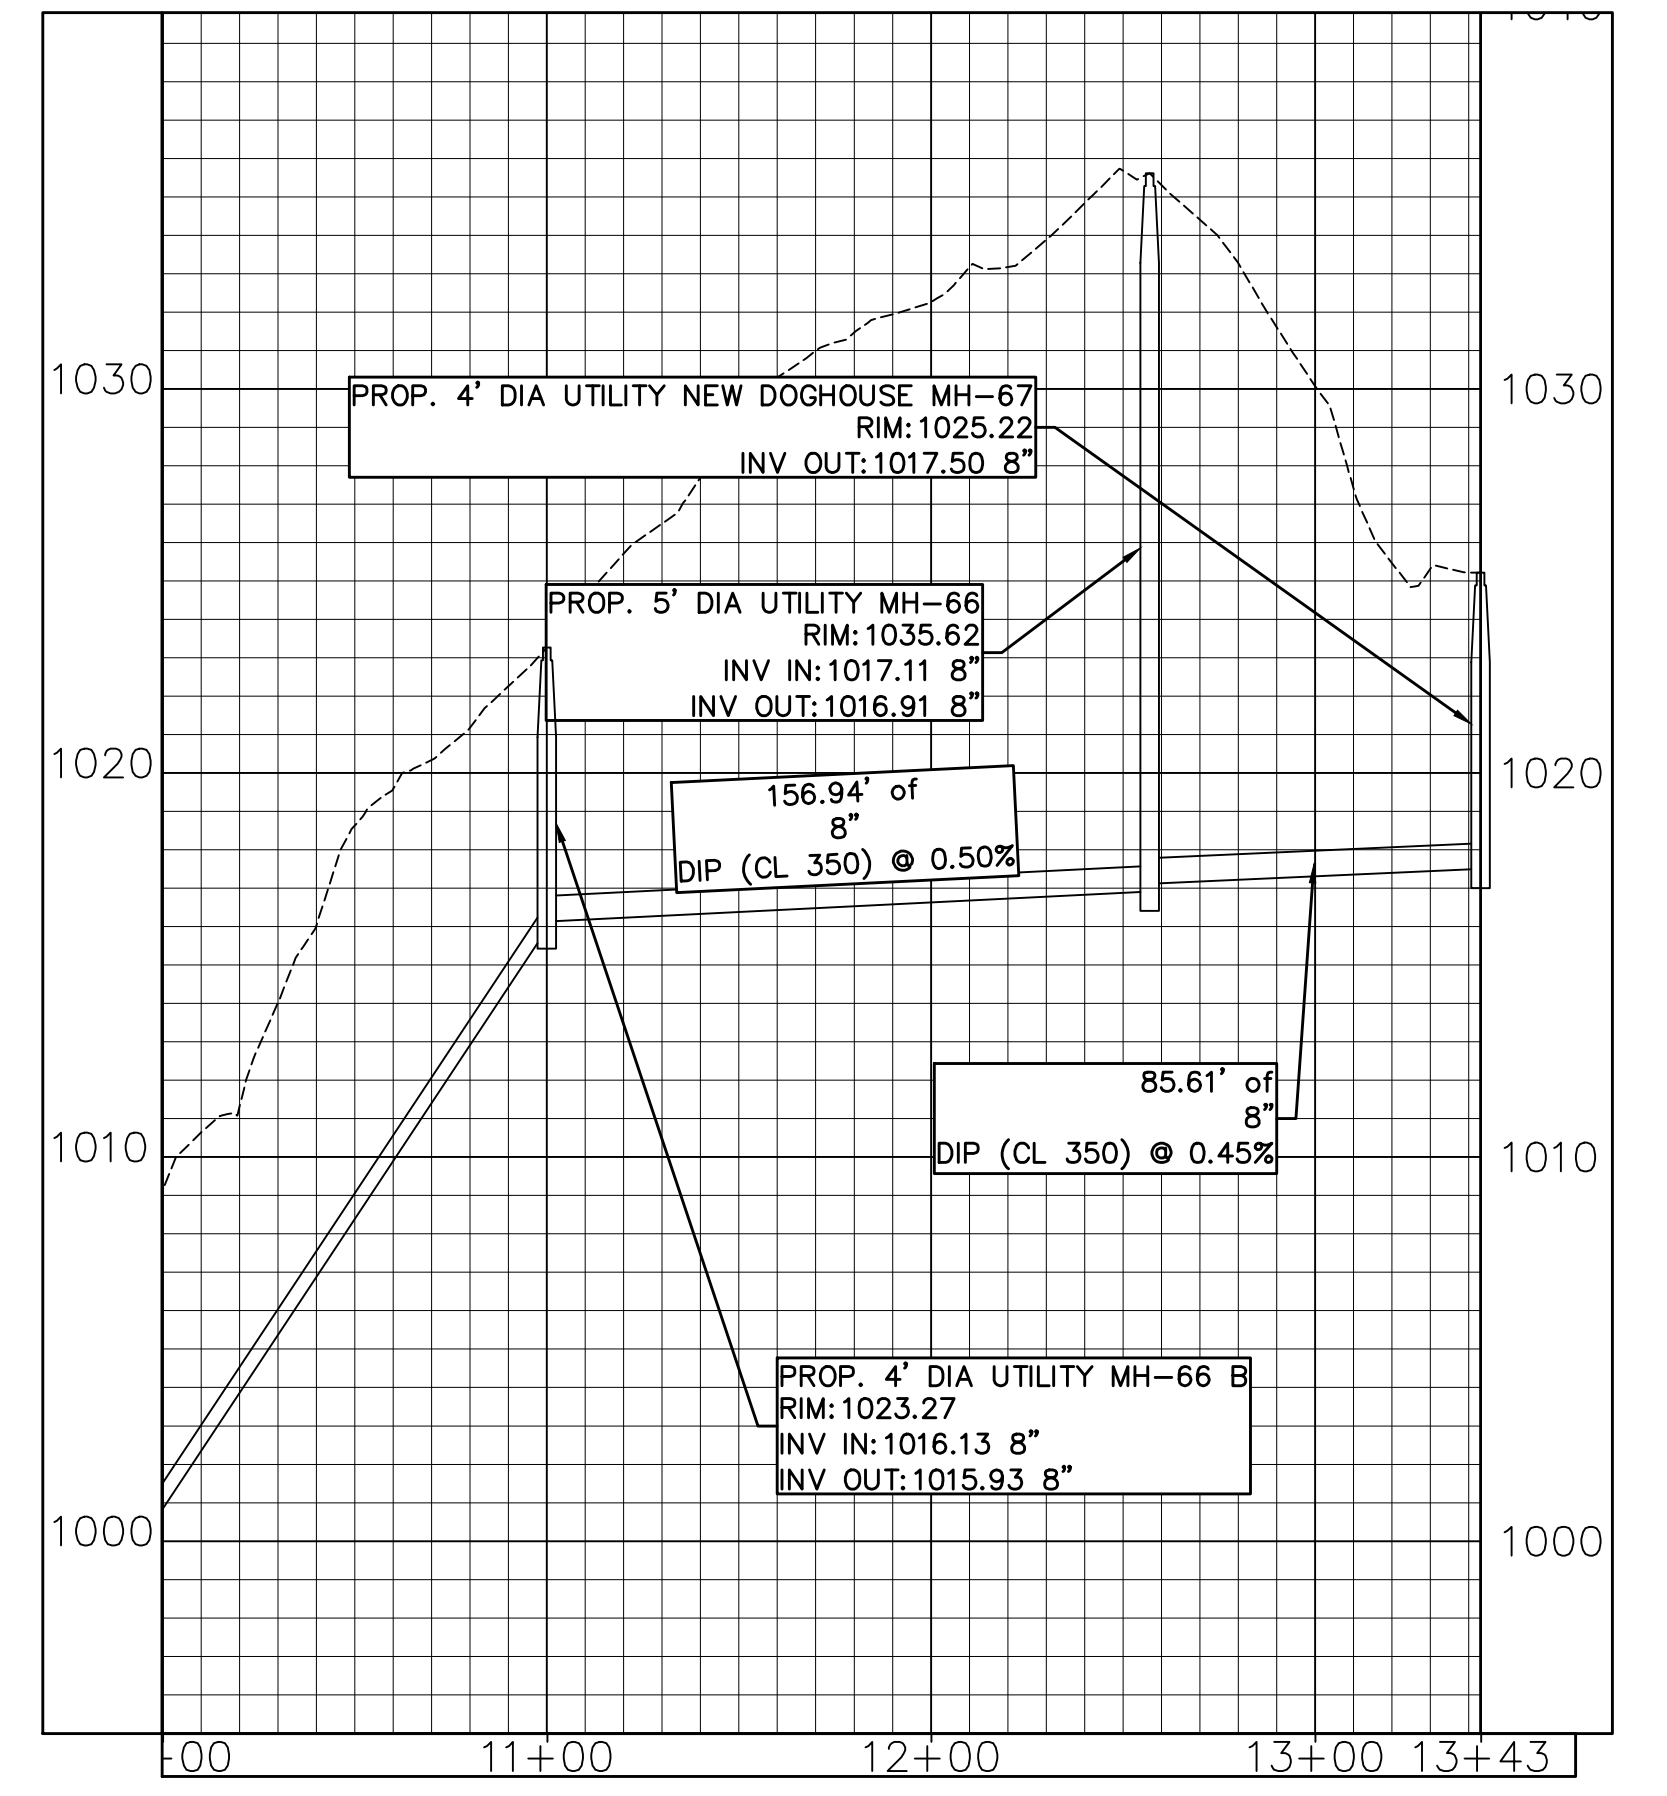 1030
1030
PROP. 4' DIA UTILITY NEW DOGHOUSE MH-67
RIM:1025.22
INV OUT:1017.50 8"
PROP. 5' DIA UTILITY MH-66
RIM:1035.62
INV IN:1017.11 8"
INV OUT:1016.91 8"
1020
1020
156.94' of
8"
DIP (CL 350) @ 0.50%
85.61' of
8"
DIP (CL 350) @ 0.45%
1010
1010
PROP. 4' DIA UTILITY MH-66 B
RIM:1023.27
INV IN:1016.13 8"
INV OUT:1015.93 8"
1000
1000
+00 11+00 12+00 13+00 13+43